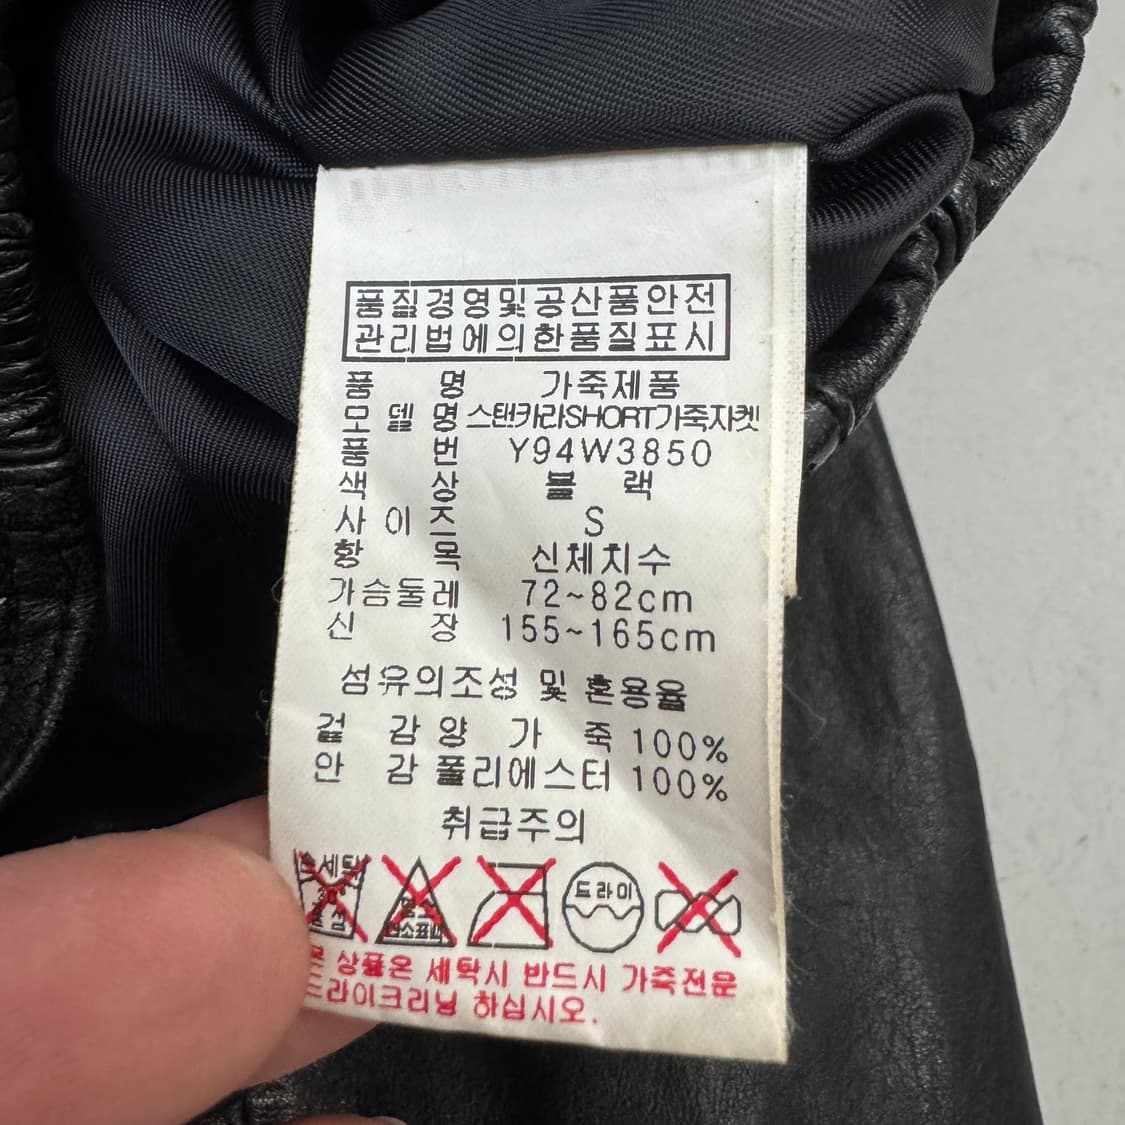 품질경영및공산품안전
관리법에의한품질표시
품 명 가죽제품
모델명 스탠카라SHORT가죽자켓
품 번 Y94W3850
색 상 블 랙
사이즈 S
항 목 신체치수
가슴둘레 72~82cm
신 장 155~165cm
섬유의조성 및 혼용율
겉 감 양 가 죽 100%
안 감 폴리에스터 100%
취급주의
드라이
상품은 세탁시 반드시 가죽전문
드라이크리닝 하십시오.